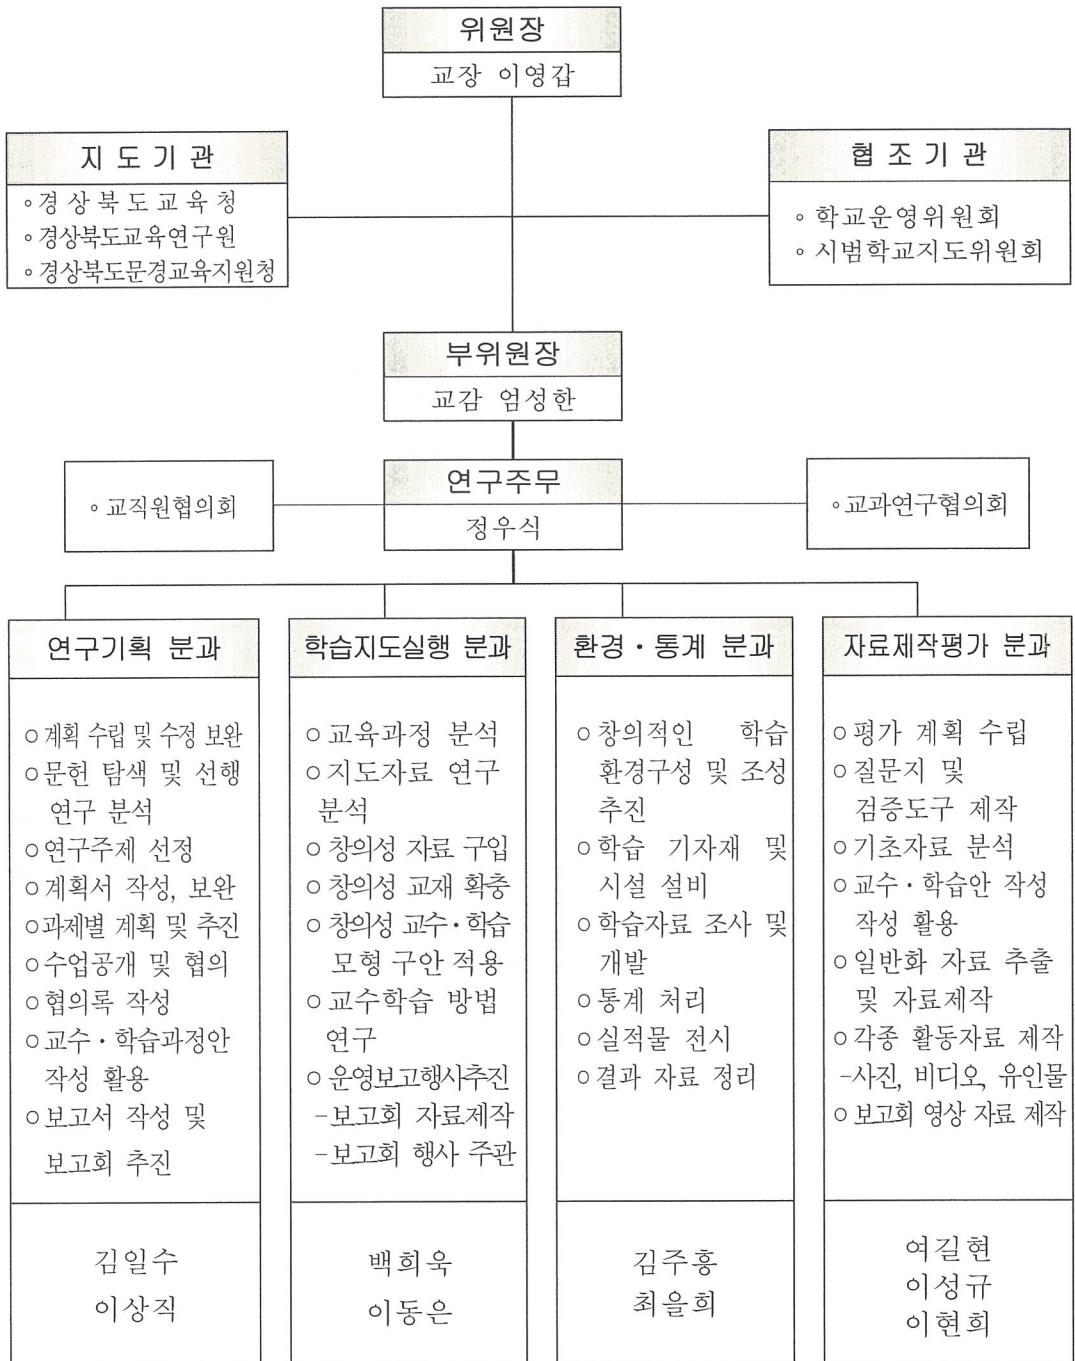 위원장
교장 이영갑
지 도 기 관
◦경 상 북 도 교 육 청
◦경상북도교육연구원
◦경상북도문경교육지원청
협 조 기 관
◦ 학교운영위원회
◦ 시범학교지도위원회
부위원장
교감 엄성한
◦ 교직원협의회
연구주무
정우식
◦교과연구협의회
연구기획 분과
○계획 수립 및 수정 보완
○문헌 탐색 및 선행
연구 분석
○연구주제 선정
○계획서 작성, 보완
○과제별 계획 및 추진
○수업공개 및 협의
○협의록 작성
○교수・학습과정안
작성 활용
○보고서 작성 및
보고회 추진
김일수
이상직
학습지도실행 분과
○교육과정 분석
○지도자료 연구
분석
○창의성 자료 구입
○창의성 교재 확충
○창의성 교수・학습
모형 구안 적용
○교수학습 방법
연구
○운영보고행사추진
-보고회 자료제작
-보고회 행사 주관
백희욱
이동은
환경・통계 분과
○창의적인 학습
환경구성 및 조성
추진
○학습 기자재 및
시설 설비
○학습자료 조사 및
개발
○통계 처리
○실적물 전시
○결과 자료 정리
김주흥
최을희
자료제작평가 분과
○평가 계획 수립
○질문지 및
검증도구 제작
○기초자료 분석
○교수・학습안 작성
작성 활용
○일반화 자료 추출
및 자료제작
○각종 활동자료 제작
-사진, 비디오, 유인물
○보고회 영상 자료 제작
여길현
이성규
이현희